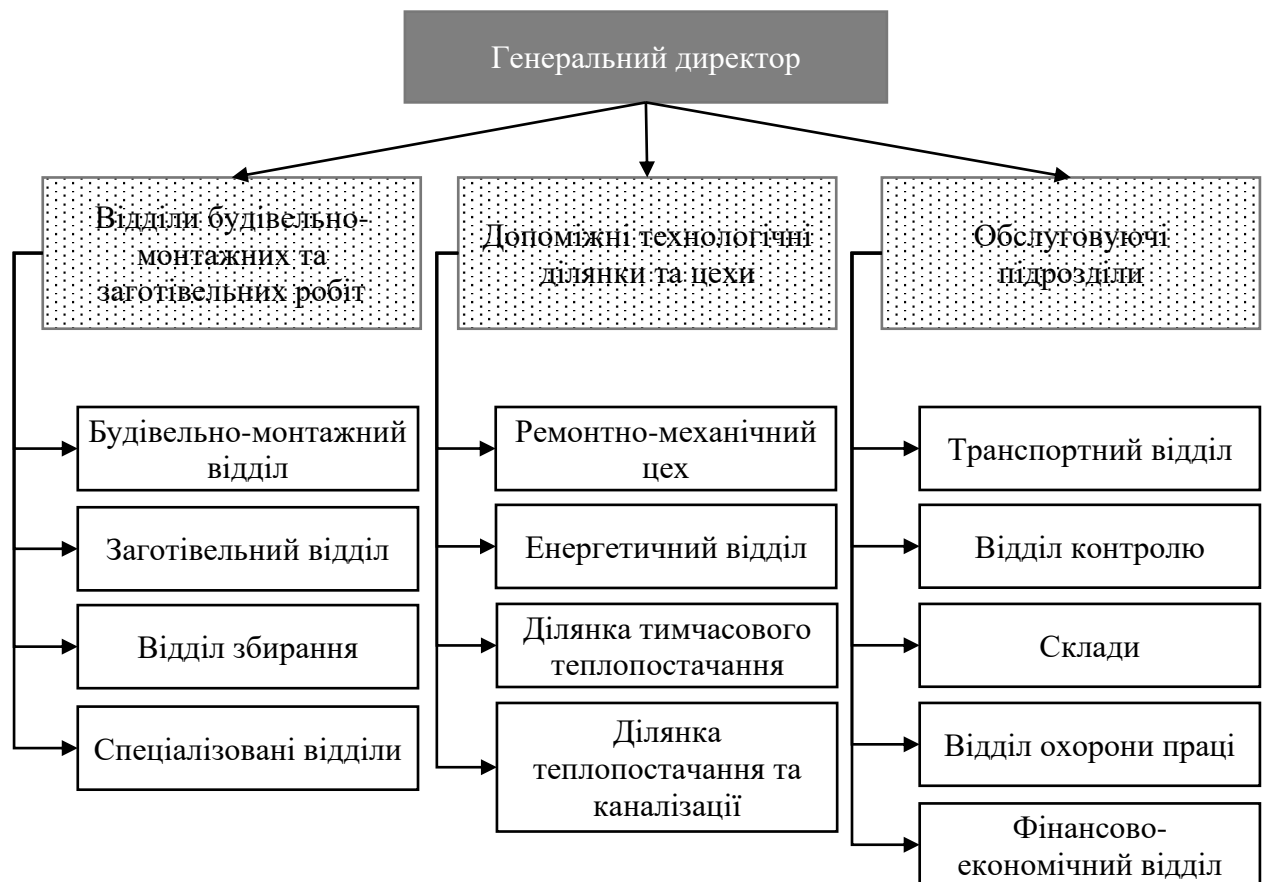 Генеральний директор
Відділи будівельно-
монтажних та
заготівельних робіт
Допоміжні технологічні
ділянки та цехи
Обслуговуючі
підрозділи
Будівельно-монтажний
відділ
Заготівельний відділ
Відділ збирання
Спеціалізовані відділи
Ремонтно-механічний
цех
Енергетичний відділ
Ділянка тимчасового
теплопостачання
Ділянка
теплопостачання та
каналізації
Транспортний відділ
Відділ контролю
Склади
Відділ охорони праці
Фінансово-
економічний відділ